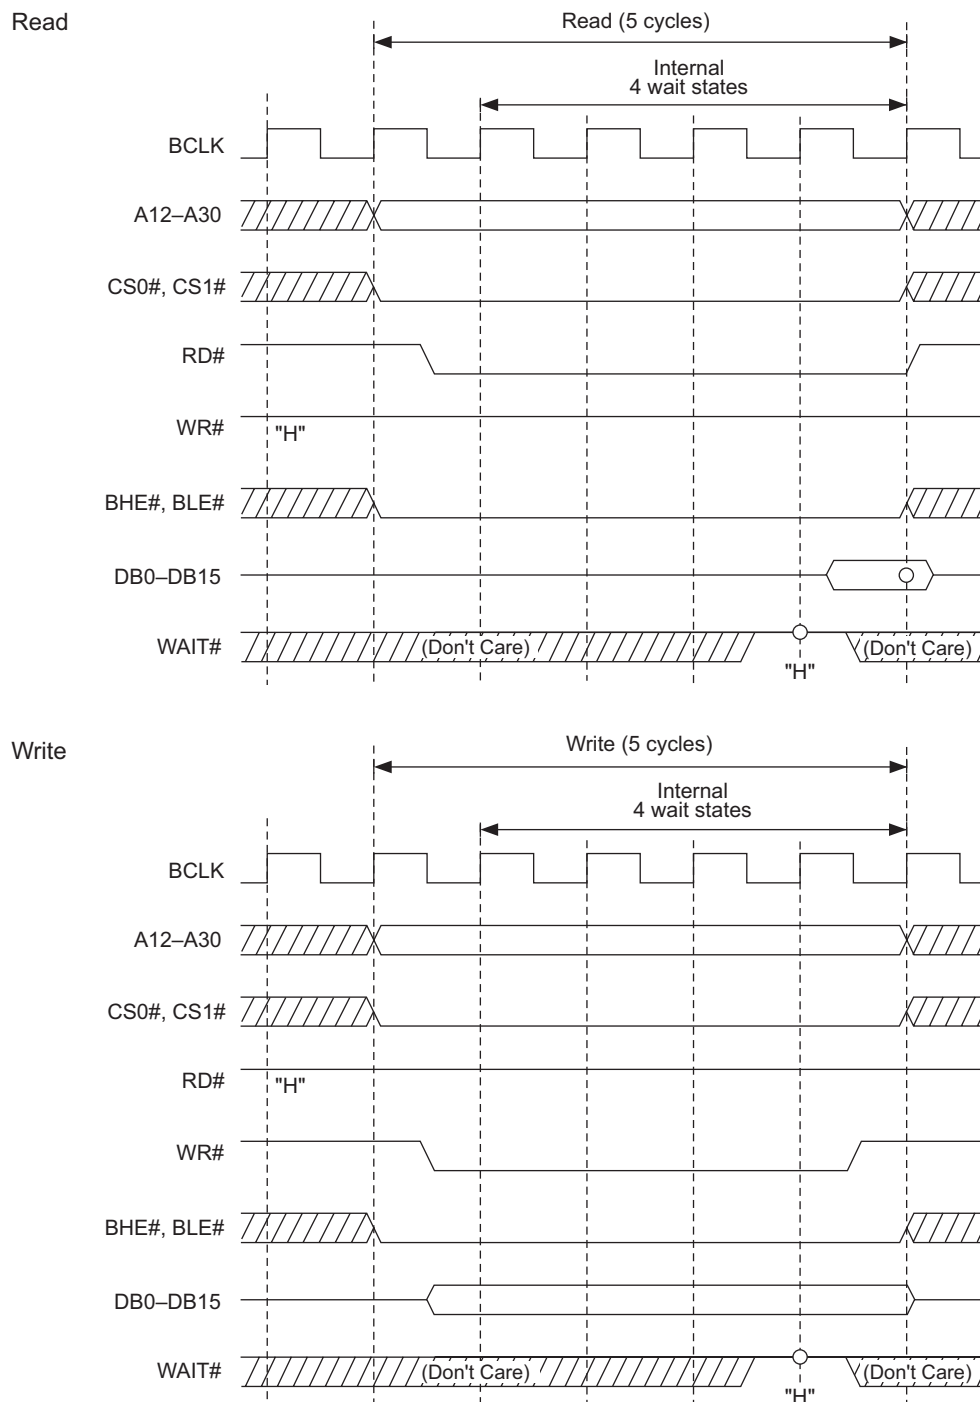 Read
Read (5 cycles)
Internal
4 wait states
BCLK
A12–A30
CS0#, CS1#
RD#
WR#
"H"
BHE#, BLE#
DB0–DB15
WAIT#
(Don't Care)
(Don't Care)
"H"
Write
Write (5 cycles)
Internal
4 wait states
BCLK
A12–A30
CS0#, CS1#
RD#
"H"
WR#
BHE#, BLE#
DB0–DB15
WAIT#
(Don't Care)
(Don't Care)
"H"